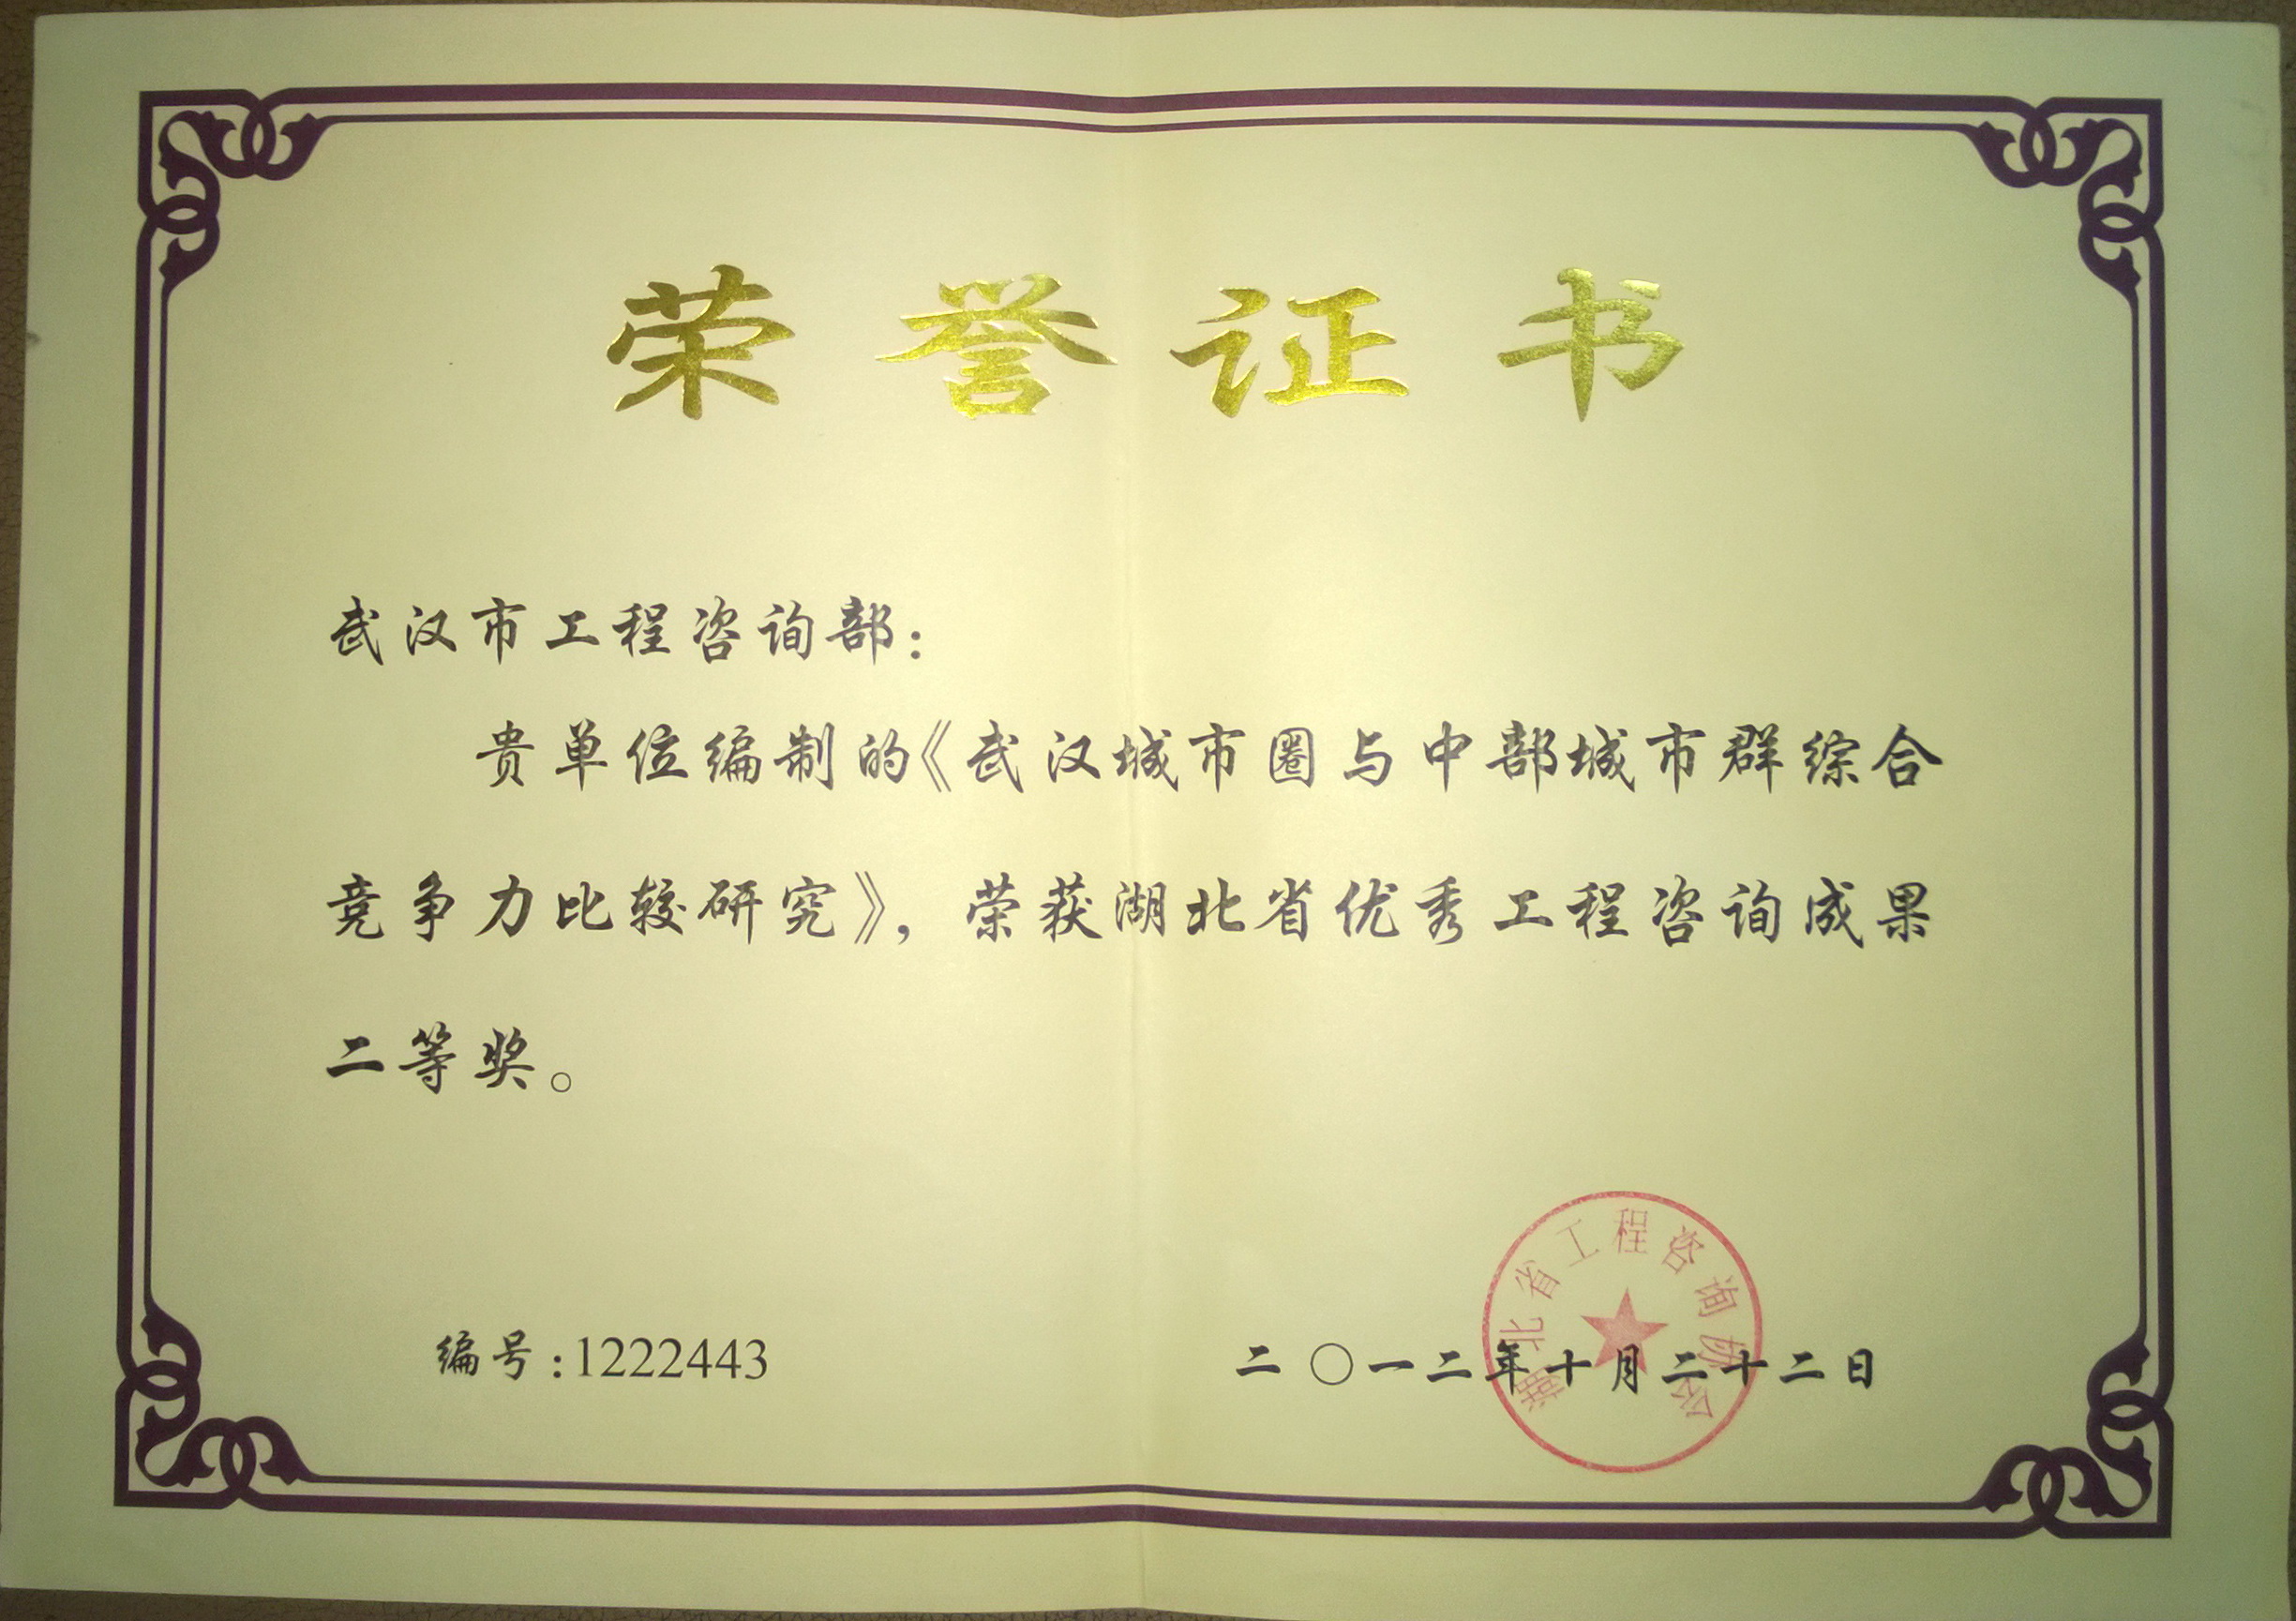 荣誉证书
武汉市工程咨询部：
贵单位编制的《武汉城市圈与中部城市群综合
竞争力比较研究》，荣获湖北省优秀工程咨询成果
二等奖。
编号：1222443
二〇一二年十月二十二日
湖北省工程咨询协会